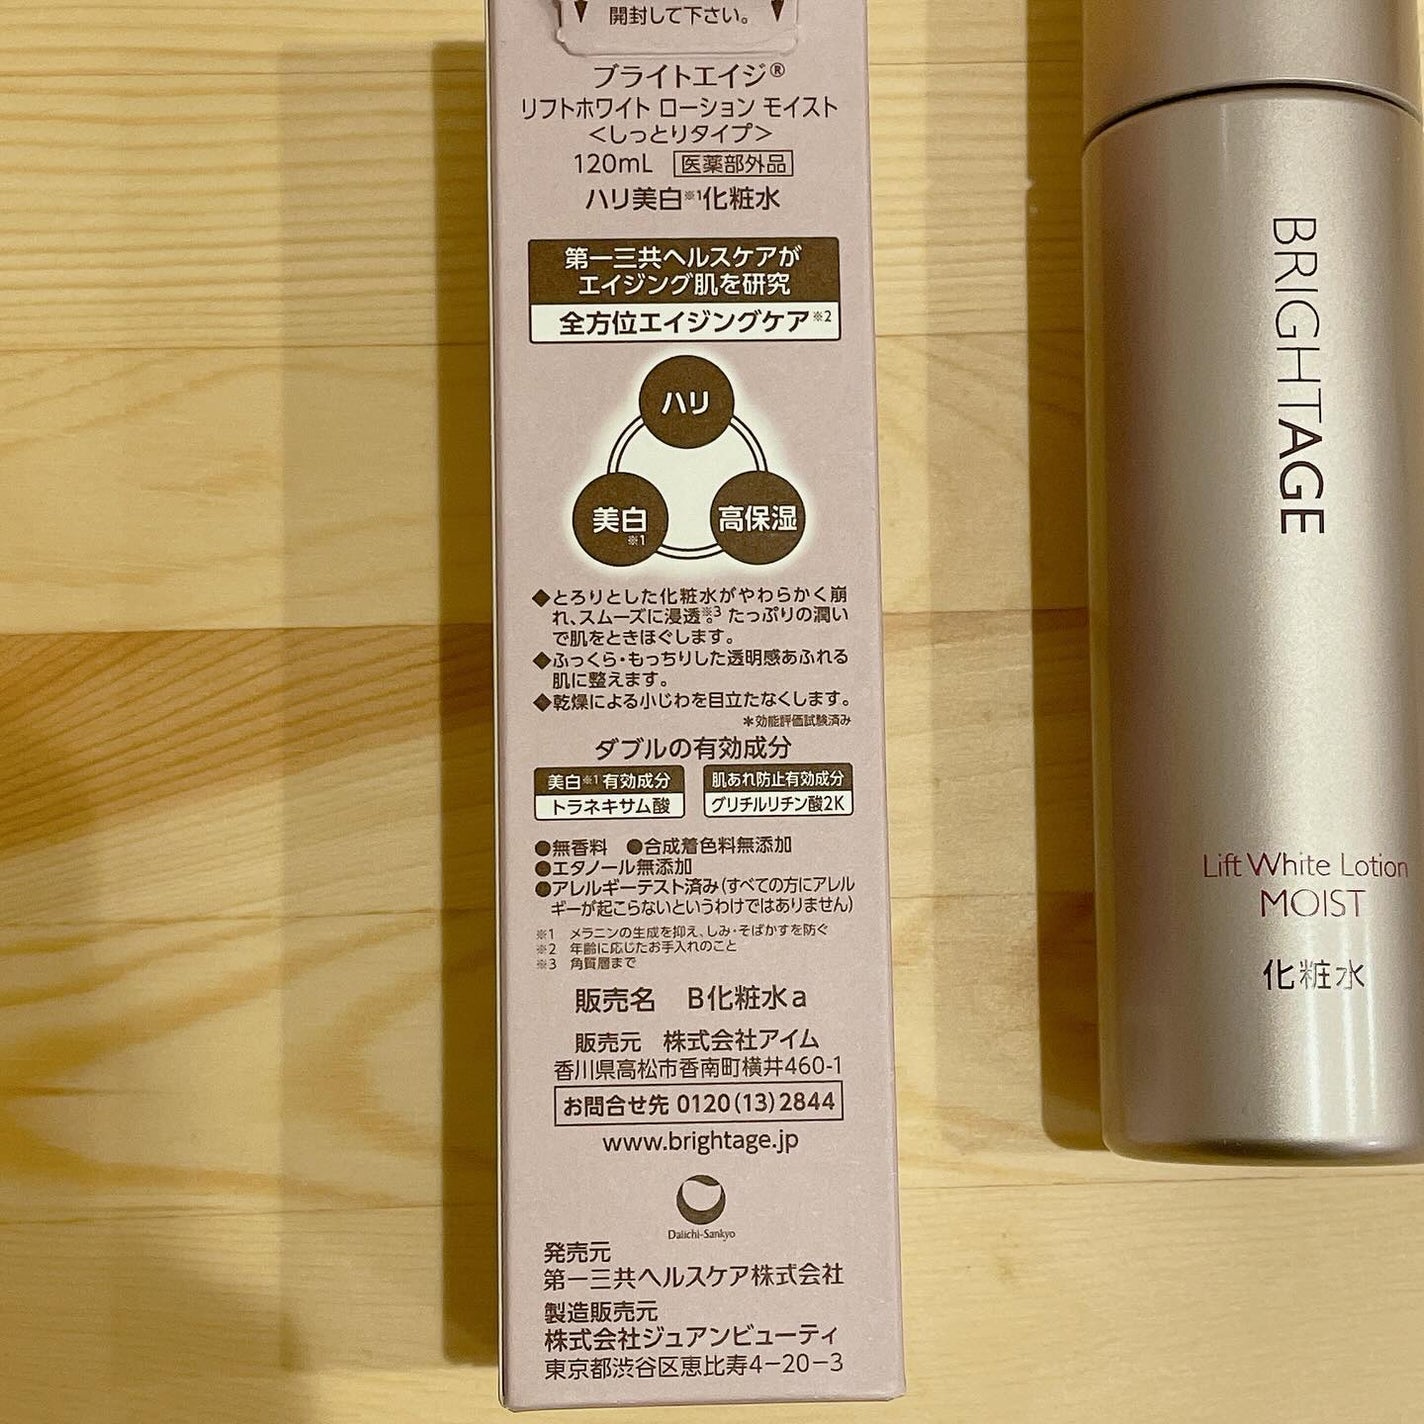 開封して下さい。
ブライトエイジ®
リフトホワイト ローション モイスト
＜しっとりタイプ＞
120mL 医薬部外品
ハリ美白※1化粧水
第一三共ヘルスケアが
エイジング肌を研究
全方位エイジングケア※2
ハリ
美白※1
高保湿
◆とろりとした化粧水がやわらかく崩
れ、スムーズに浸透※3。たっぷりの潤い
で肌をときほぐします。
◆ふっくら・もっちりした透明感あふれる
肌に整えます。
◆乾燥による小じわを目立たなくします。
＊効能評価試験済み
ダブルの有効成分
美白※1有効成分
トラネキサム酸
肌あれ防止有効成分
グリチルリチン酸2K
●無香料 ●合成着色料無添加
●エタノール無添加
●アレルギーテスト済み（すべての方にアレル
ギーが起こらないというわけではありません）
※1 メラニンの生成を抑え、しみ・そばかすを防ぐ
※2 年齢に応じたお手入れのこと
※3 角質層まで
販売名 B化粧水a
販売元 株式会社アイム
香川県高松市香南町横井460-1
お問合せ先 0120(13)2844
www.brightage.jp
Daiichi-Sankyo
発売元
第一三共ヘルスケア株式会社
製造販売元
株式会社ジュアンビューティ
東京都渋谷区恵比寿4−20−3
BRIGHTAGE
Lift White Lotion
MOIST
化粧水